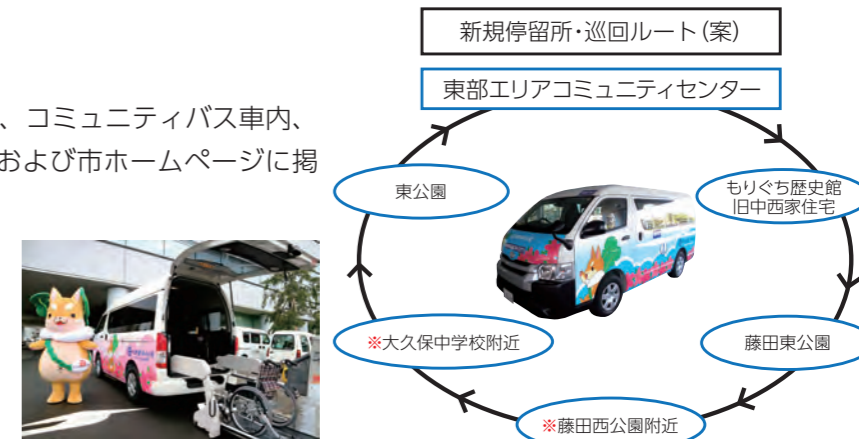 、コミュニティバス車内、
および市ホームページに掲
新規停留所・巡回ルート(案)
東部エリアコミュニティセンター
もりぐち歴史館
旧中西家住宅
藤田東公園
※藤田西公園附近
※大久保中学校附近
東公園